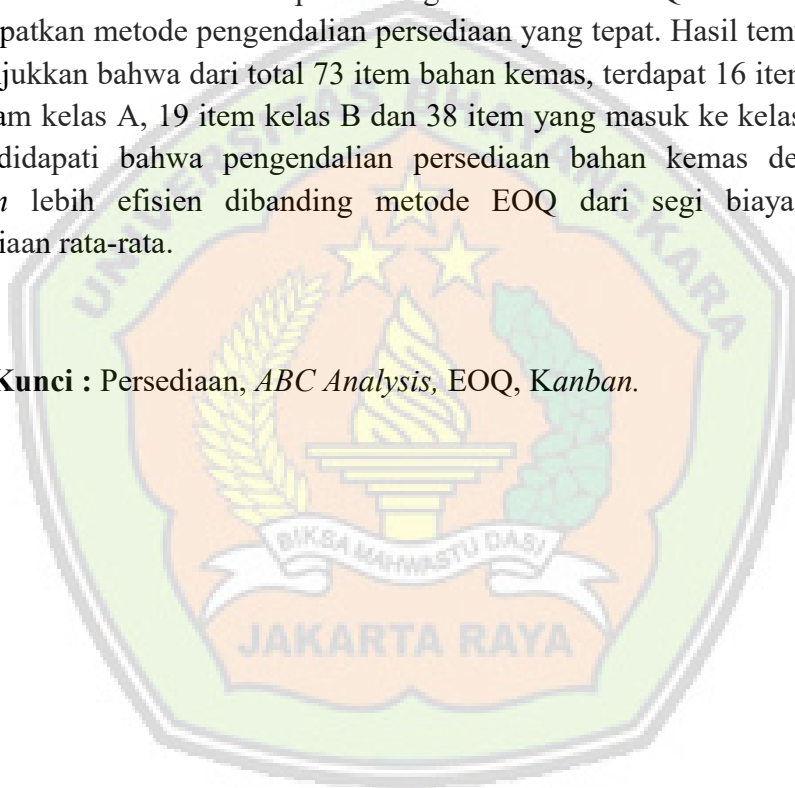 patkan metode pengendalian persediaan yang tepat. Hasil tem
jukkan bahwa dari total 73 item bahan kemas, terdapat 16 iter
am kelas A, 19 item kelas B dan 38 item yang masuk ke kelas
didapati bahwa pengendalian persediaan bahan kemas de
n lebih efisien dibanding metode EOQ dari segi biaya
iaan rata-rata.
Kunci : Persediaan, ABC Analysis, EOQ, Kanban.
UNIVERSITAS BHAYANGKARA
BIKSA MAHWASTU DASI
JAKARTA RAYA